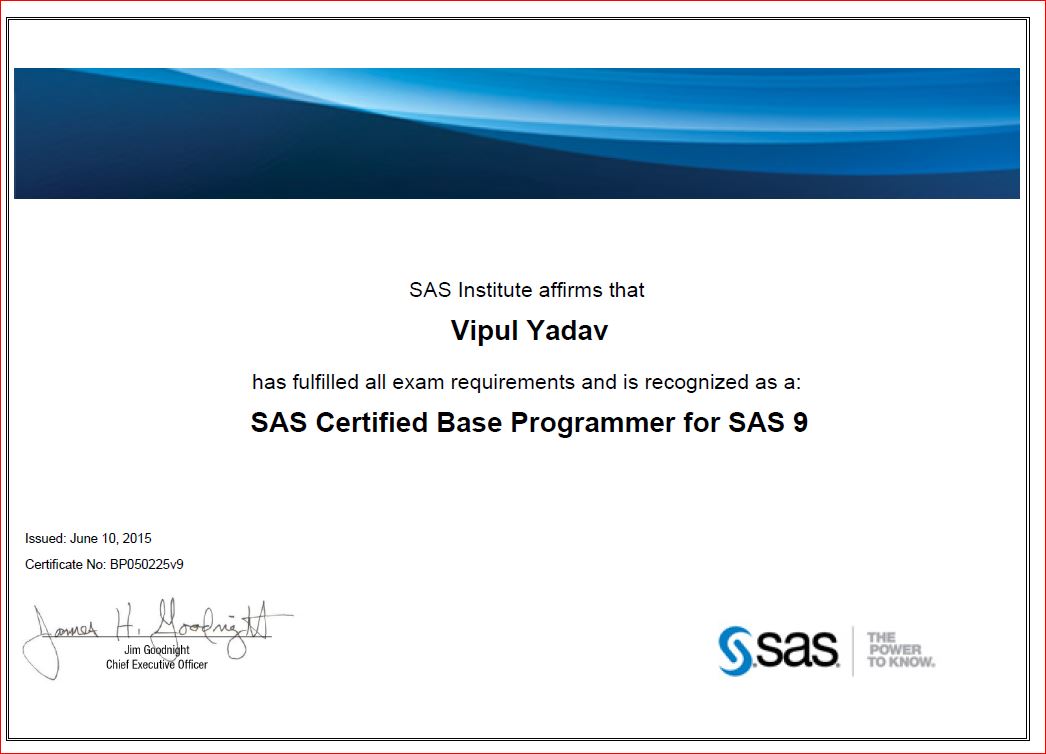 SAS Institute affirms that
Vipul Yadav
has fulfilled all exam requirements and is recognized as a:
SAS Certified Base Programmer for SAS 9
Issued: June 10, 2015
Certificate No: BP050225v9
James H. Goodnight
Jim Goodnight
Chief Executive Officer
sas.
THE
POWER
TO KNOW.